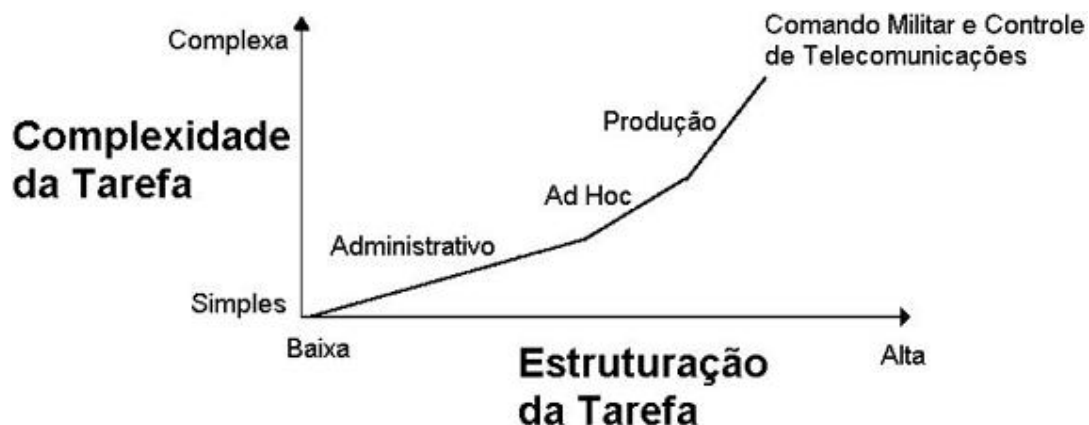 Comando Militar e Controle
de Telecomunicações
Complexa
Produção
Complexidade
da Tarefa
Ad Hoc
Administrativo
Simples
Baixa
Alta
Estruturação
da Tarefa